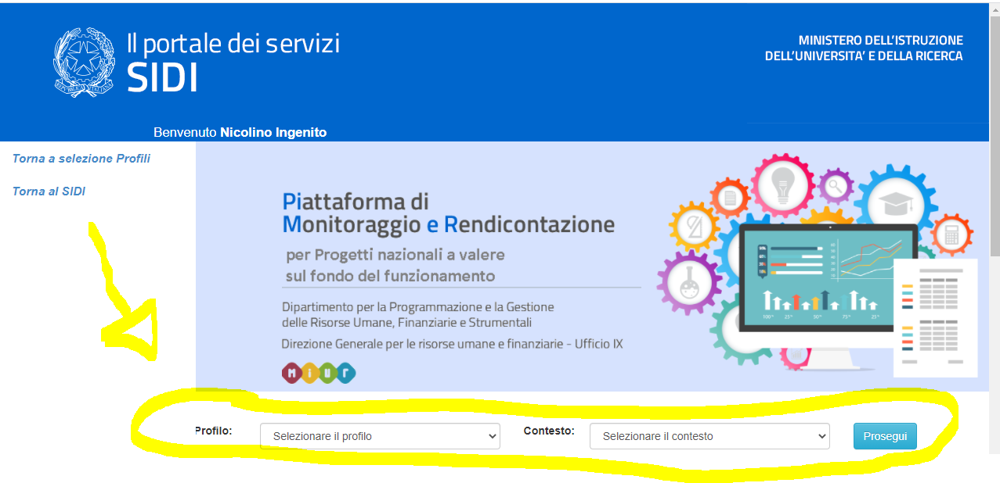 Il portale dei servizi
SIDI
MINISTERO DELL'ISTRUZIONE
DELL'UNIVERSITA' E DELLA RICERCA
Benvenuto Nicolino Ingenito
Torna a selezione Profili
Torna al SIDI
Piattaforma di
Monitoraggio e Rendicontazione
per Progetti nazionali a valere
sul fondo del funzionamento
Dipartimento per la Programmazione e la Gestione
delle Risorse Umane, Finanziarie e Strumentali
Direzione Generale per le risorse umane e finanziarie - Ufficio IX
miur
Profilo: Selezionare il profilo Contesto: Selezionare il contesto Prosegui